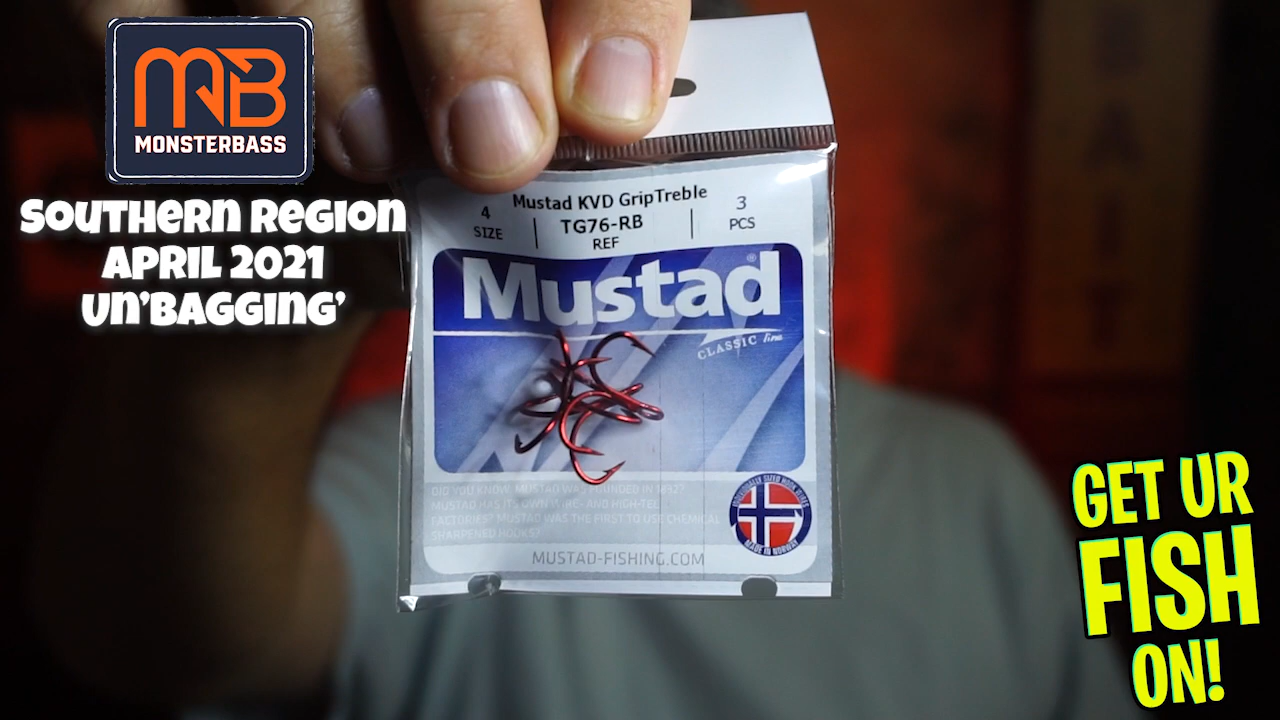 MB
MONSTERBASS
SOUTHERN REGION
APRIL 2021
UN'BAGGING'
Mustad KVD GripTreble
4
SIZE
TG76-RB
REF
3
PCS
Mustad®
CLASSIC line
DID YOU KNOW, MUSTAD WAS FOUNDED IN
MUSTAD HAS ITS OWN WIRE- AND HIGH-TEC
FACTORIES MUSTAD WAS THE FIRST TO USE CHEMICAL
SHARPENED HOOKS?
MADE IN NORWAY
MUSTAD-FISHING.COM
GET UR
FISH
ON!